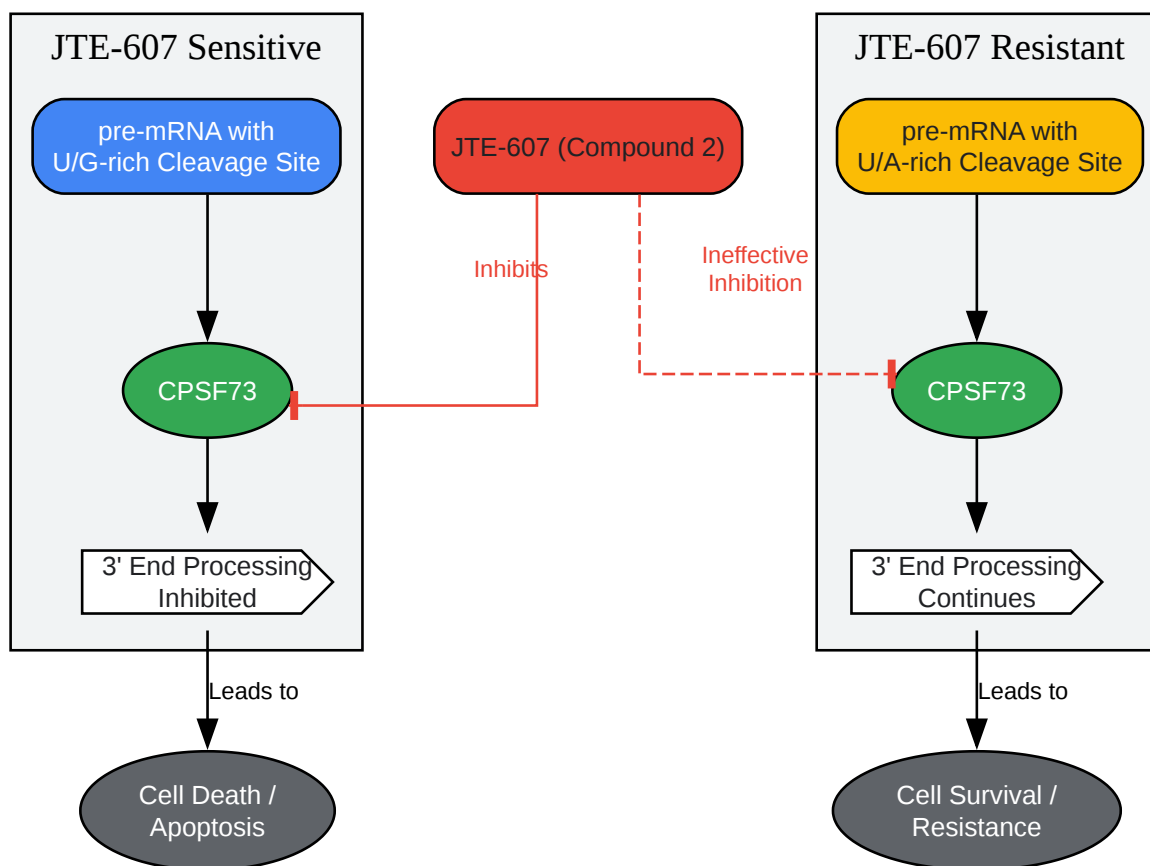 JTE-607 Sensitive
JTE-607 Resistant
pre-mRNA with
U/G-rich Cleavage Site
JTE-607 (Compound 2)
pre-mRNA with
U/A-rich Cleavage Site
Inhibits
Ineffective
Inhibition
CPSF73
CPSF73
3' End Processing
Inhibited
3' End Processing
Continues
Leads to
Leads to
Cell Death /
Apoptosis
Cell Survival /
Resistance